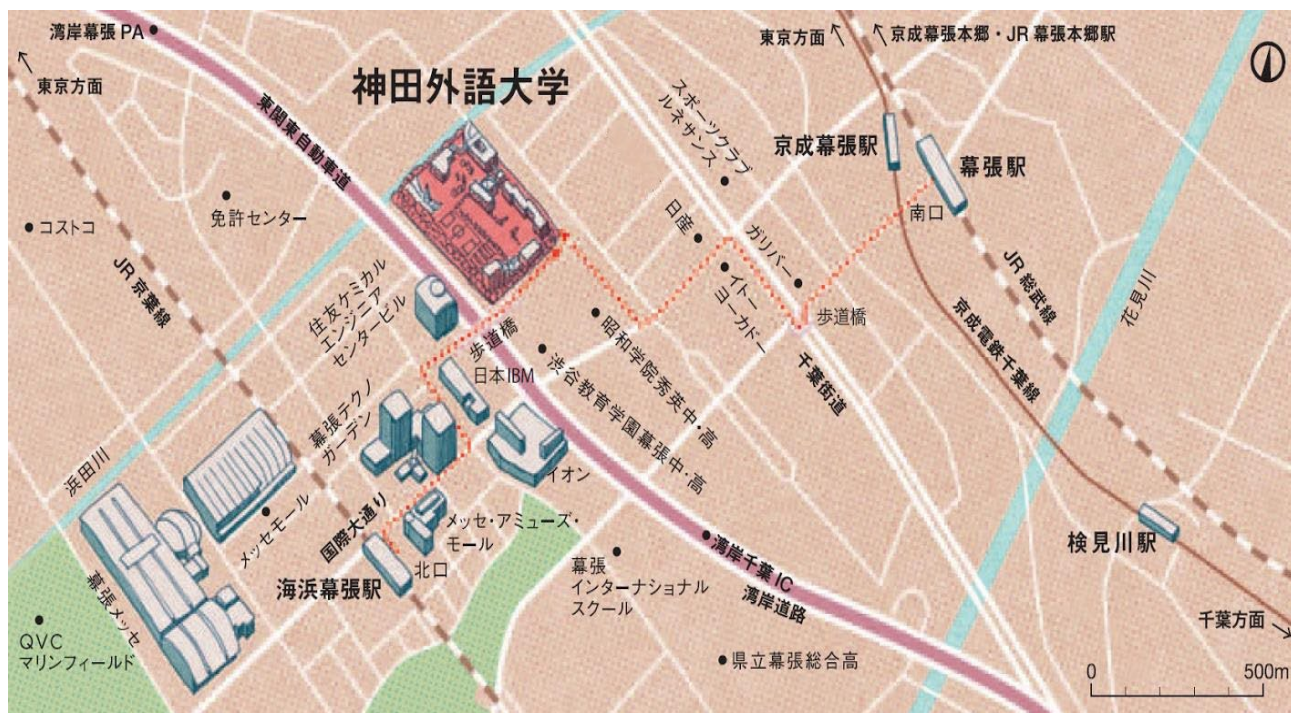 湾岸幕張PA
東京方面
京成幕張本郷・JR幕張本郷駅
東京方面
神田外語大学
東関東自動車道
スポーツクラブ
ルネサンス
京成幕張駅
幕張駅
南口
コストコ
免許センター
日産
ガリバー
JR京葉線
JR総武線
花見川
住友ケミカル
エンジニア
センタービル
イトー
ヨーカドー
歩道橋
歩道橋
日本IBM
昭和学院秀英中・高
渋谷教育学園幕張中・高
千葉街道
京成電鉄千葉線
幕張テクノ
ガーデン
浜田川
イオン
メッセモール
国際大通り
メッセ・アミューズ・
モール
北口
海浜幕張駅
湾岸千葉IC
湾岸道路
検見川駅
幕張
インターナショナル
スクール
幕張メッセ
QVC
マリンフィールド
県立幕張総合高
千葉方面
0
500m